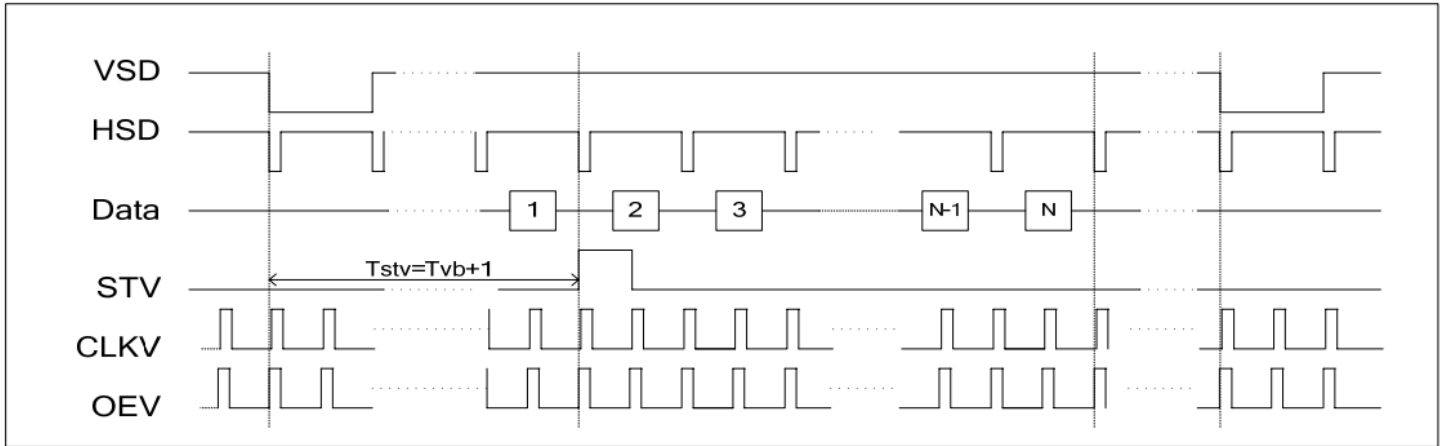 VSD
HSD
Data 1 2 3 N-1 N
Tstv=Tvb+1
STV
CLKV
OEV